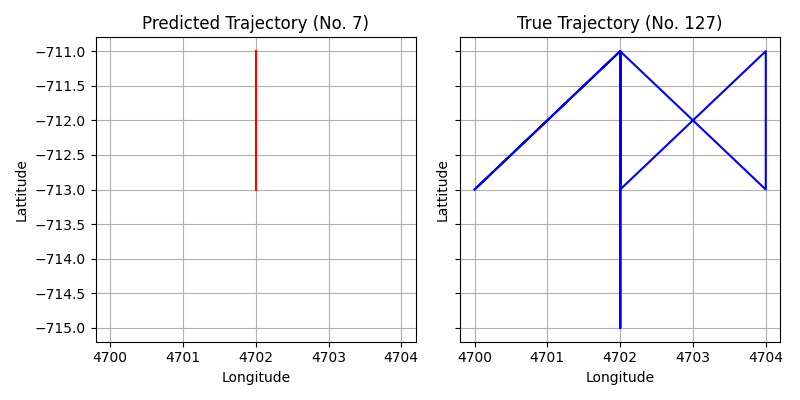 Predicted Trajectory (No. 7)
True Trajectory (No. 127)
Lattitude
−711.0
−711.5
−712.0
−712.5
−713.0
−713.5
−714.0
−714.5
−715.0
4700 4701 4702 4703 4704
Longitude
Lattitude
4700 4701 4702 4703 4704
Longitude